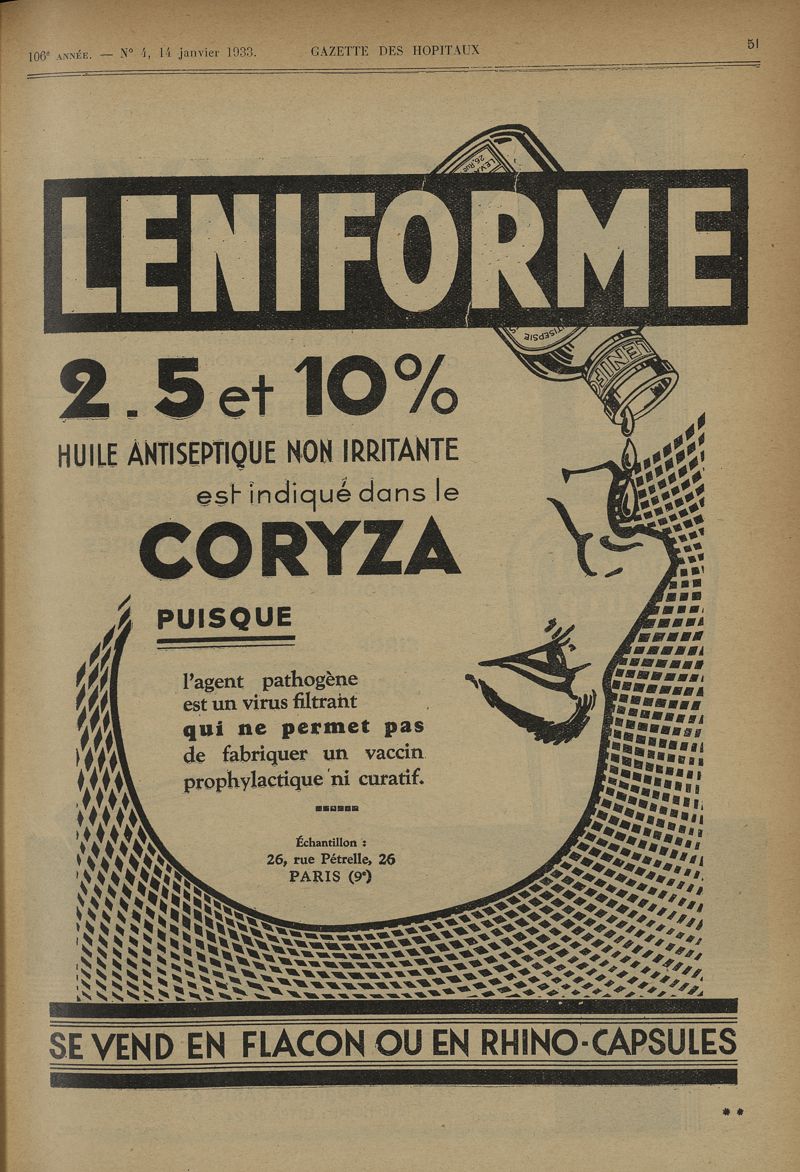 106e ANNÉE. — N° 4, 14 janvier 1933.
GAZETTE DES HOPITAUX
51
LENIFORME
2.5 et 10%
HUILE ANTISEPTIQUE NON IRRITANTE
est indiqué dans le
CORYZA
PUISQUE
l'agent pathogène
est un virus filtrant
qui ne permet pas
de fabriquer un vaccin
prophylactique ni curatif.
Échantillon :
26, rue Pétrelle, 26
PARIS (9e)
SE VEND EN FLACON OU EN RHINO-CAPSULES
* *